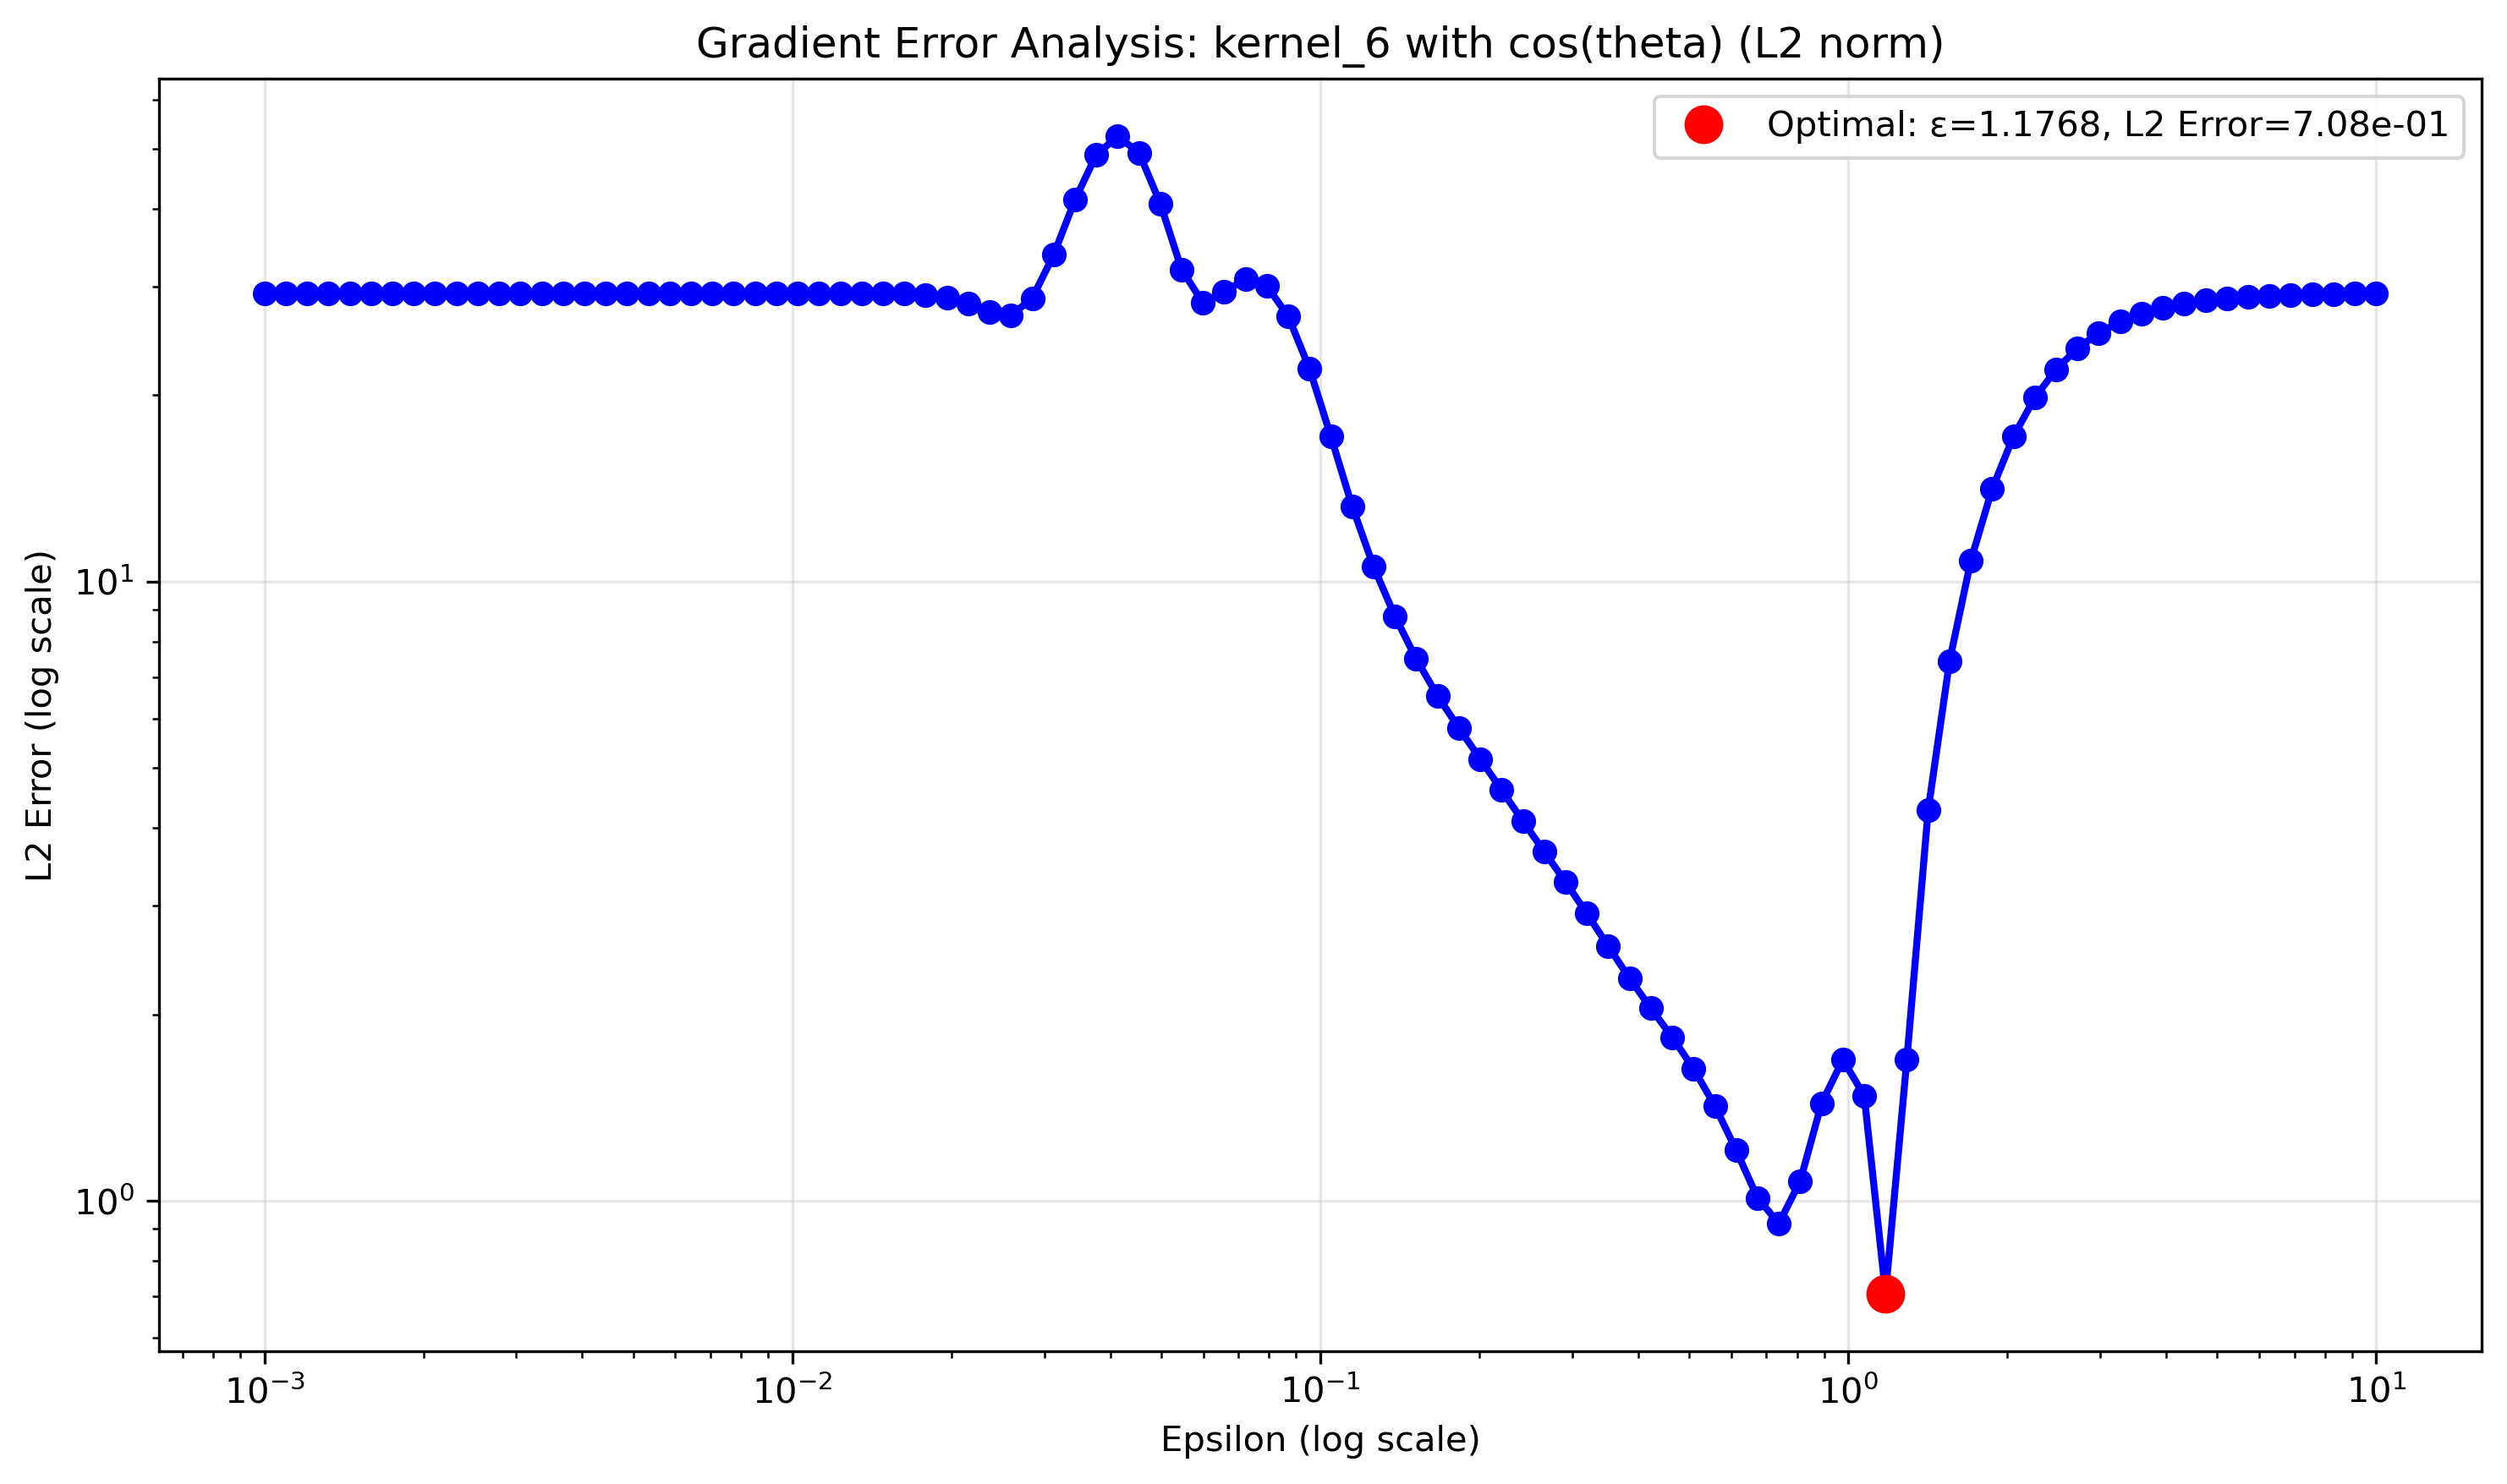 Gradient Error Analysis: kernel_6 with cos(theta) (L2 norm)
Optimal: ε=1.1768, L2 Error=7.08e-01
L2 Error (log scale)
10¹
10⁰
10⁻³ 10⁻² 10⁻¹ 10⁰ 10¹
Epsilon (log scale)